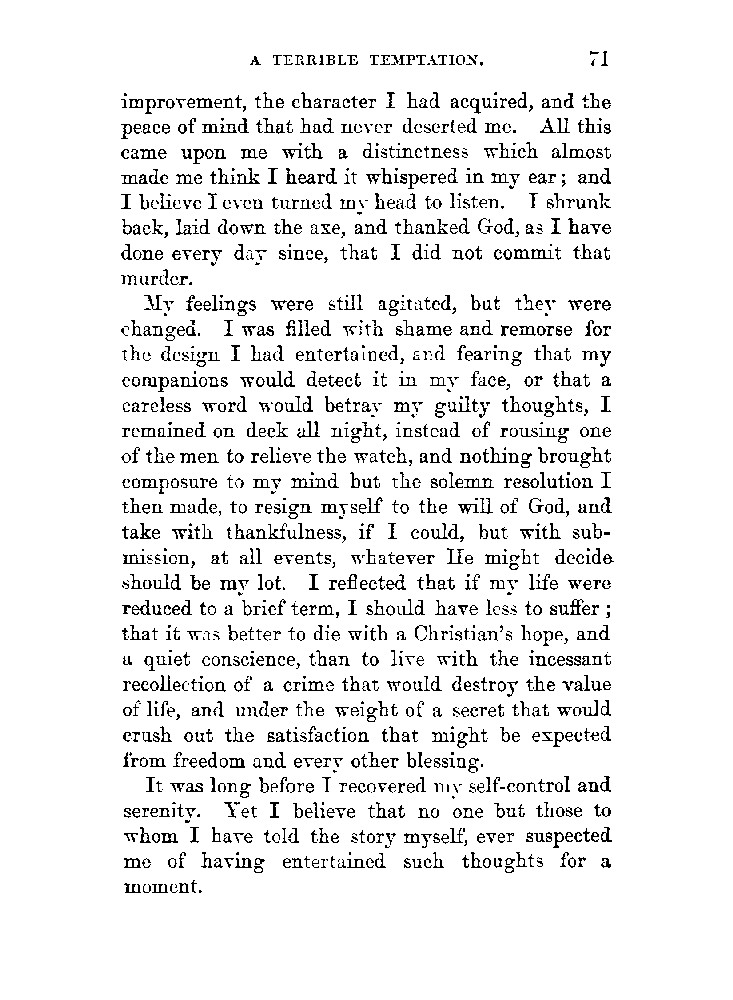 A TERRIBLE TEMPTATION. 71
improvement, the character I had acquired, and the
peace of mind that had never deserted me. All this
came upon me with a distinctness which almost
made me think I heard it whispered in my ear; and
I believe I even turned my head to listen. I shrunk
back, laid down the axe, and thanked God, as I have
done every day since, that I did not commit that
murder.
My feelings were still agitated, but they were
changed. I was filled with shame and remorse for
the design I had entertained, and fearing that my
companions would detect it in my face, or that a
careless word would betray my guilty thoughts, I
remained on deck all night, instead of rousing one
of the men to relieve the watch, and nothing brought
composure to my mind but the solemn resolution I
then made, to resign myself to the will of God, and
take with thankfulness, if I could, but with sub-
mission, at all events, whatever He might decide
should be my lot. I reflected that if my life were
reduced to a brief term, I should have less to suffer;
that it was better to die with a Christian's hope, and
a quiet conscience, than to live with the incessant
recollection of a crime that would destroy the value
of life, and under the weight of a secret that would
crush out the satisfaction that might be expected
from freedom and every other blessing.
It was long before I recovered my self-control and
serenity. Yet I believe that no one but those to
whom I have told the story myself, ever suspected
me of having entertained such thoughts for a
moment.